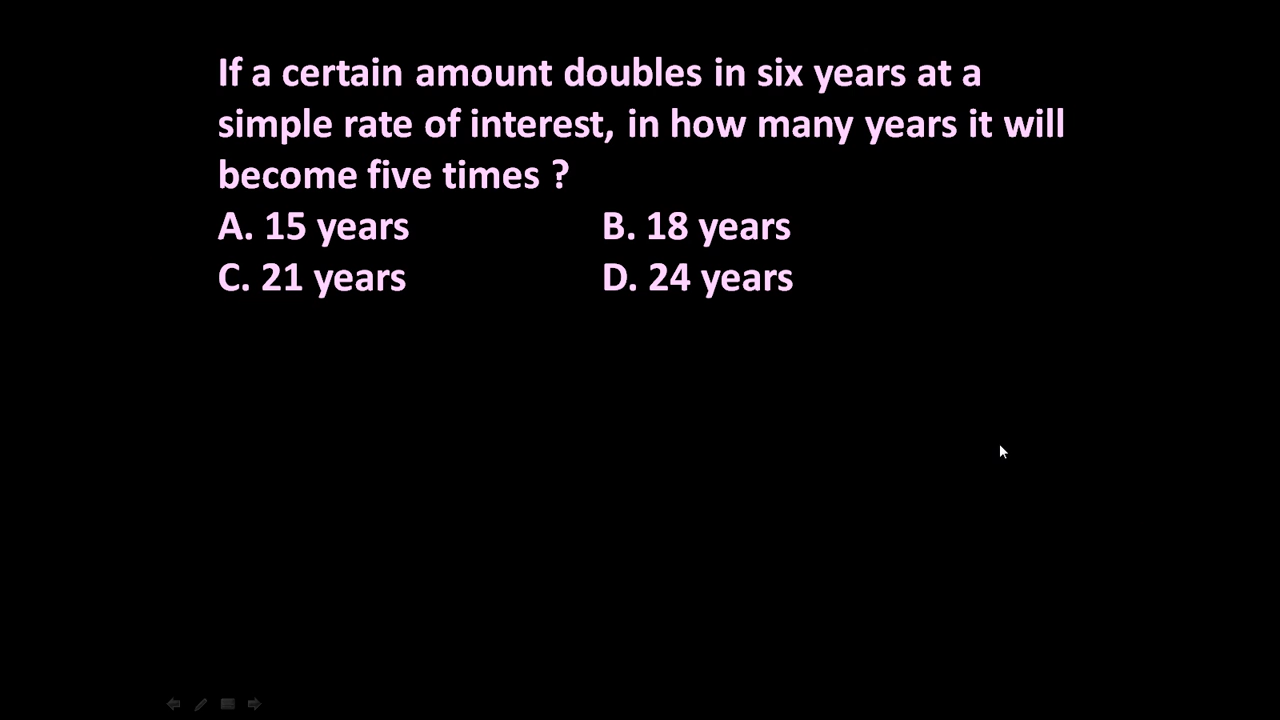 If a certain amount doubles in six years at a
simple rate of interest, in how many years it will
become five times ?
A. 15 years B. 18 years
C. 21 years D. 24 years